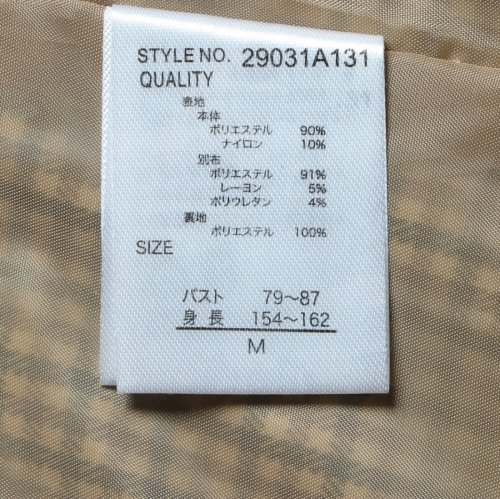 STYLE NO. 29031A131
QUALITY
表地
本体
ポリエステル 90%
ナイロン 10%
別布
ポリエステル 91%
レーヨン 5%
ポリウレタン 4%
裏地
ポリエステル 100%
SIZE
バスト 79〜87
身長 154〜162
M